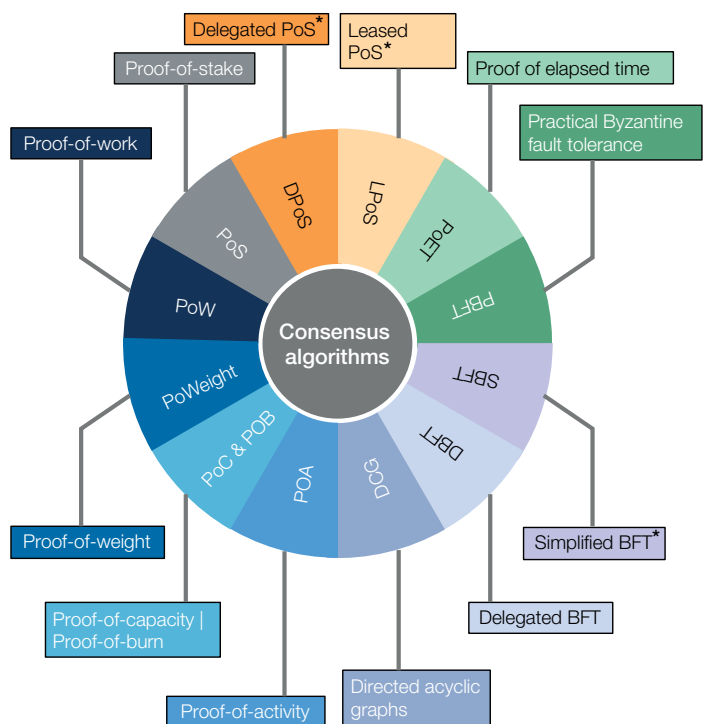 Delegated PoS*
Leased
PoS*
Proof-of-stake
Proof of elapsed time
Practical Byzantine
fault tolerance
Proof-of-work
DPoS
LPoS
PoS
PoET
PoW
PBFT
Consensus
algorithms
PoWeight
SBFT
PoC & POB
DBFT
POA
DCG
Proof-of-weight
Simplified BFT*
Proof-of-capacity |
Proof-of-burn
Delegated BFT
Proof-of-activity
Directed acyclic
graphs